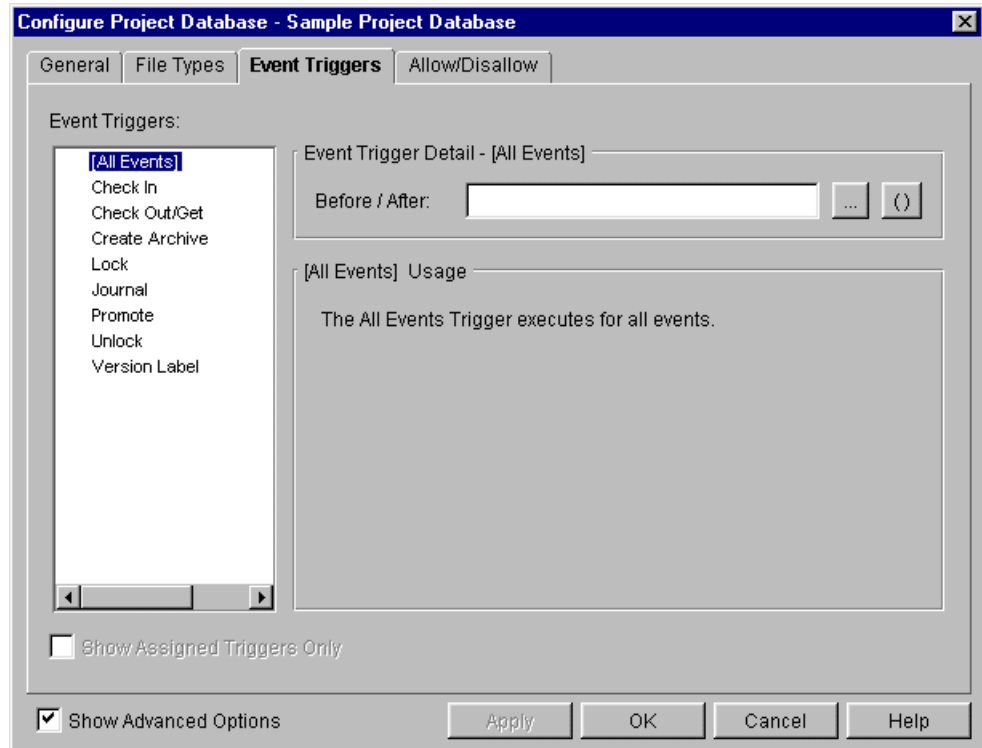 Configure Project Database - Sample Project Database
General File Types Event Triggers Allow/Disallow
Event Triggers:
[All Events]
Check In
Check Out/Get
Create Archive
Lock
Journal
Promote
Unlock
Version Label
Event Trigger Detail - [All Events]
Before / After:
...
()
[All Events] Usage
The All Events Trigger executes for all events.
Show Assigned Triggers Only
Show Advanced Options
Apply OK Cancel Help